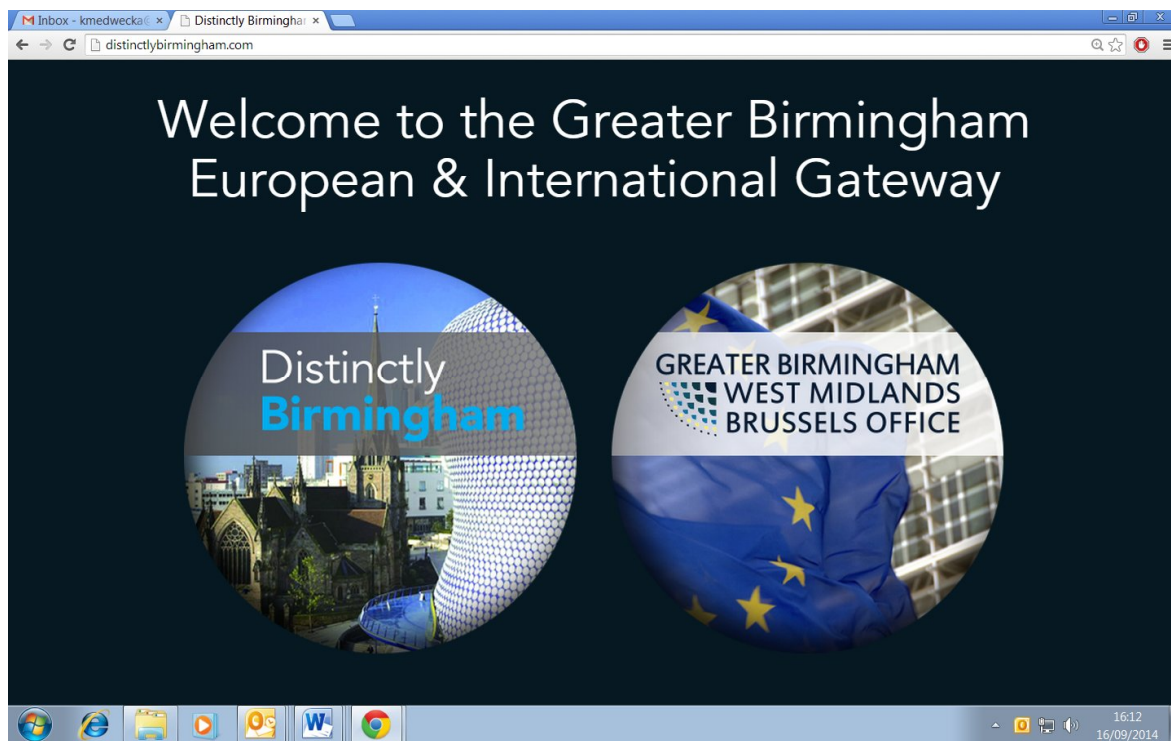 Inbox - kmedwecka@
Distinctly Birmingha
distinctlybirmingham.com
Welcome to the Greater Birmingham
European & International Gateway
Distinctly
Birmingham
GREATER BIRMINGHAM
WEST MIDLANDS
BRUSSELS OFFICE
16:12
16/09/2014